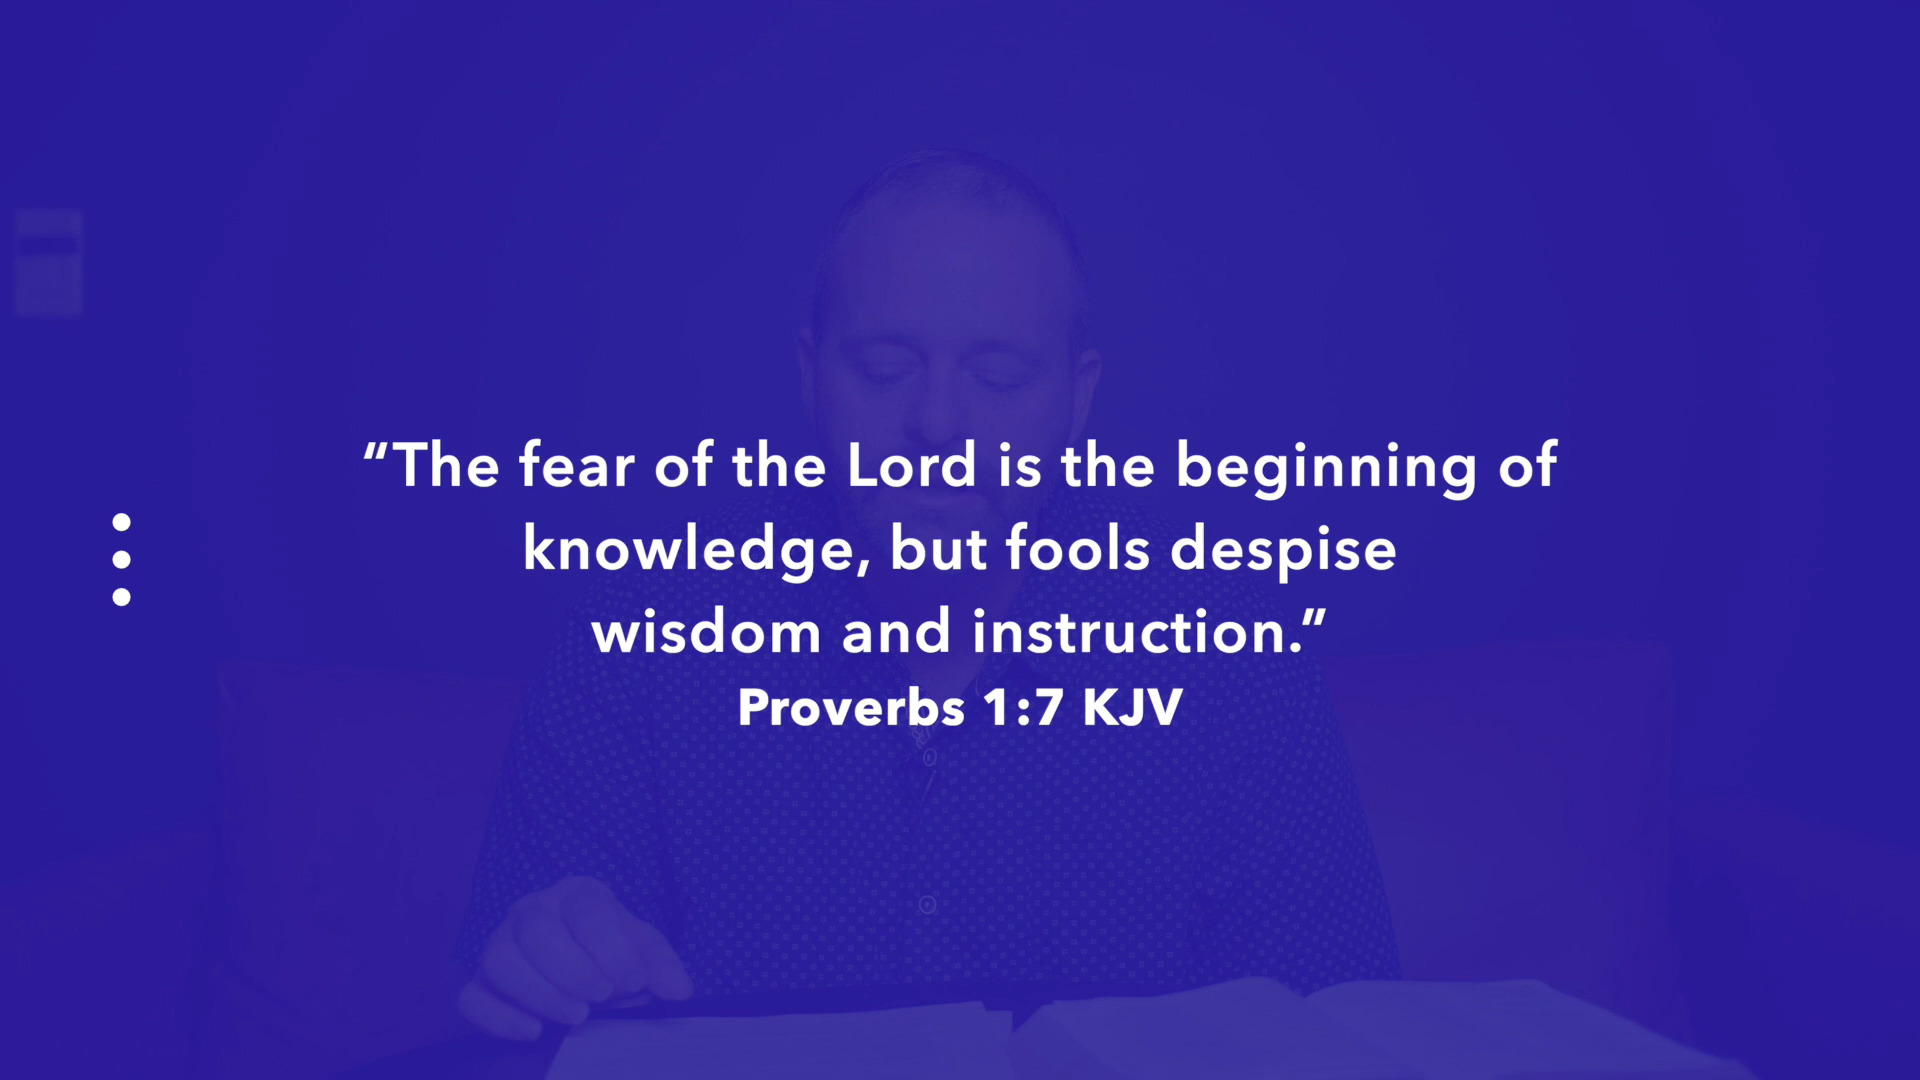 “The fear of the Lord is the beginning of
knowledge, but fools despise
wisdom and instruction.”
Proverbs 1:7 KJV